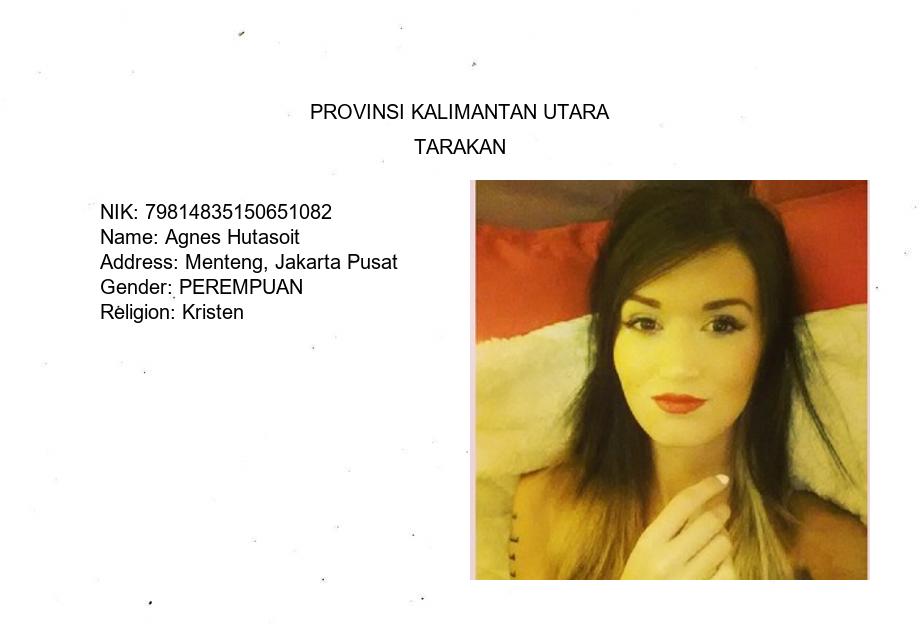 PROVINSI KALIMANTAN UTARA
TARAKAN
NIK: 79814835150651082
Name: Agnes Hutasoit
Address: Menteng, Jakarta Pusat
Gender: PEREMPUAN
Religion: Kristen